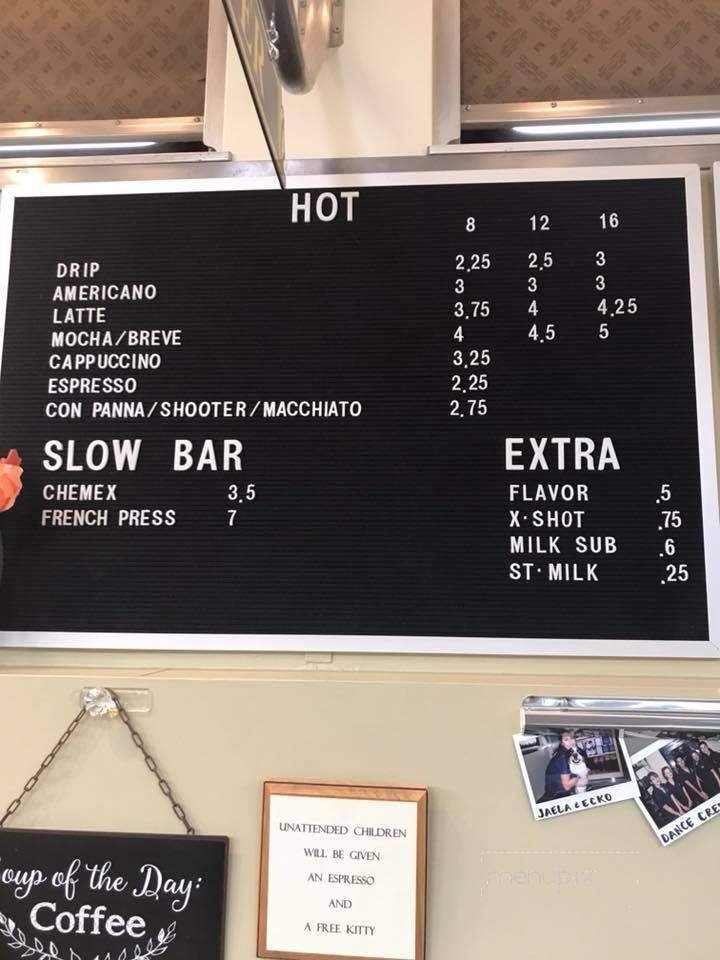 HOT
8 12 16
DRIP 2.25 2.5 3
AMERICANO 3 3 3
LATTE 3.75 4 4.25
MOCHA/BREVE 4 4.5 5
CAPPUCCINO 3.25
ESPRESSO 2.25
CON PANNA/SHOOTER/MACCHIATO 2.75
SLOW BAR
CHEMEX 3.5
FRENCH PRESS 7
EXTRA
FLAVOR .5
X·SHOT .75
MILK SUB .6
ST·MILK .25
oup of the Day:
Coffee
UNATTENDED CHILDREN
WILL BE GIVEN
AN ESPRESSO
AND
A FREE KITTY
JAELA & ECKO
DANCE CRE
menupix